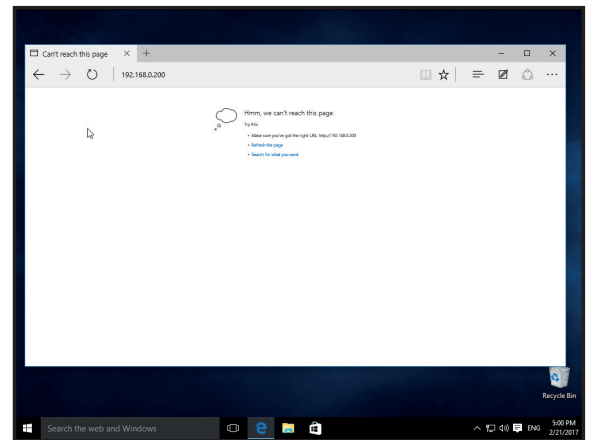 Can't reach this page
192.168.0.200
Hmm, we can't reach this page.
Try this:
• Make sure you've got the right URL: http://192.168.0.200
• Refresh the page
• Search for what you want
Recycle Bin
Search the web and Windows
ENG
5:00 PM
2/21/2017